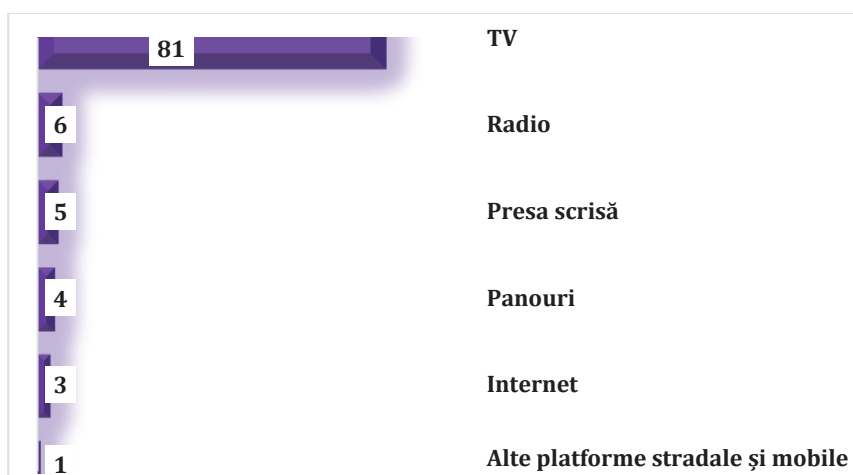 81 TV
6 Radio
5 Presa scrisă
4 Panouri
3 Internet
1 Alte platforme stradale și mobile